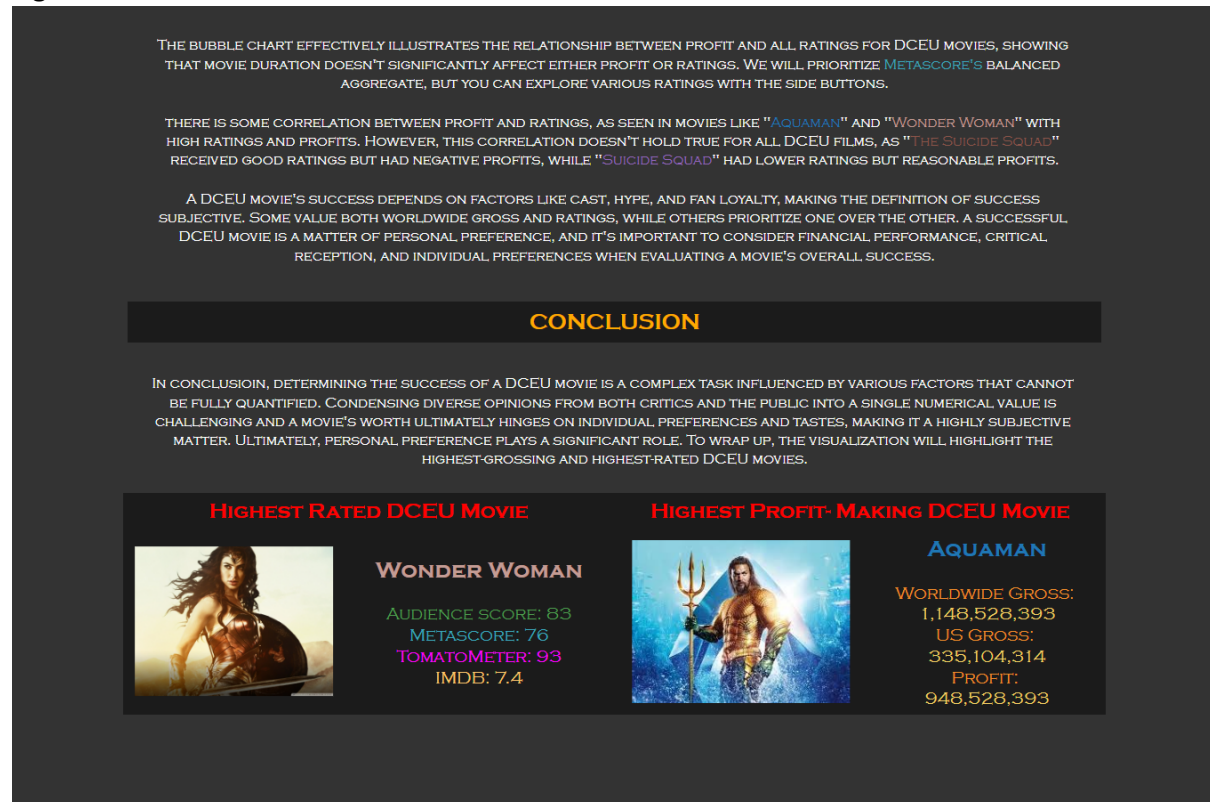 The bubble chart effectively illustrates the relationship between profit and all ratings for DCEU movies, showing
that movie duration doesn't significantly affect either profit or ratings. We will prioritize Metascore's balanced
aggregate, but you can explore various ratings with the side buttons.
there is some correlation between profit and ratings, as seen in movies like "Aquaman" and "Wonder Woman" with
high ratings and profits. However, this correlation doesn't hold true for all DCEU films, as "The Suicide Squad"
received good ratings but had negative profits, while "Suicide Squad" had lower ratings but reasonable profits.
A DCEU movie's success depends on factors like cast, hype, and fan loyalty, making the definition of success
subjective. Some value both worldwide gross and ratings, while others prioritize one over the other. a successful
DCEU movie is a matter of personal preference, and it's important to consider financial performance, critical
reception, and individual preferences when evaluating a movie's overall success.
CONCLUSION
In conclusioin, determining the success of a DCEU movie is a complex task influenced by various factors that cannot
be fully quantified. Condensing diverse opinions from both critics and the public into a single numerical value is
challenging and a movie's worth ultimately hinges on individual preferences and tastes, making it a highly subjective
matter. Ultimately, personal preference plays a significant role. To wrap up, the visualization will highlight the
highest-grossing and highest-rated DCEU movies.
Highest Rated DCEU Movie
Wonder Woman
Audience score: 83
Metascore: 76
TomatoMeter: 93
IMDB: 7.4
Highest Profit- Making DCEU Movie
Aquaman
Worldwide Gross:
1,148,528,393
US Gross:
335,104,314
Profit:
948,528,393